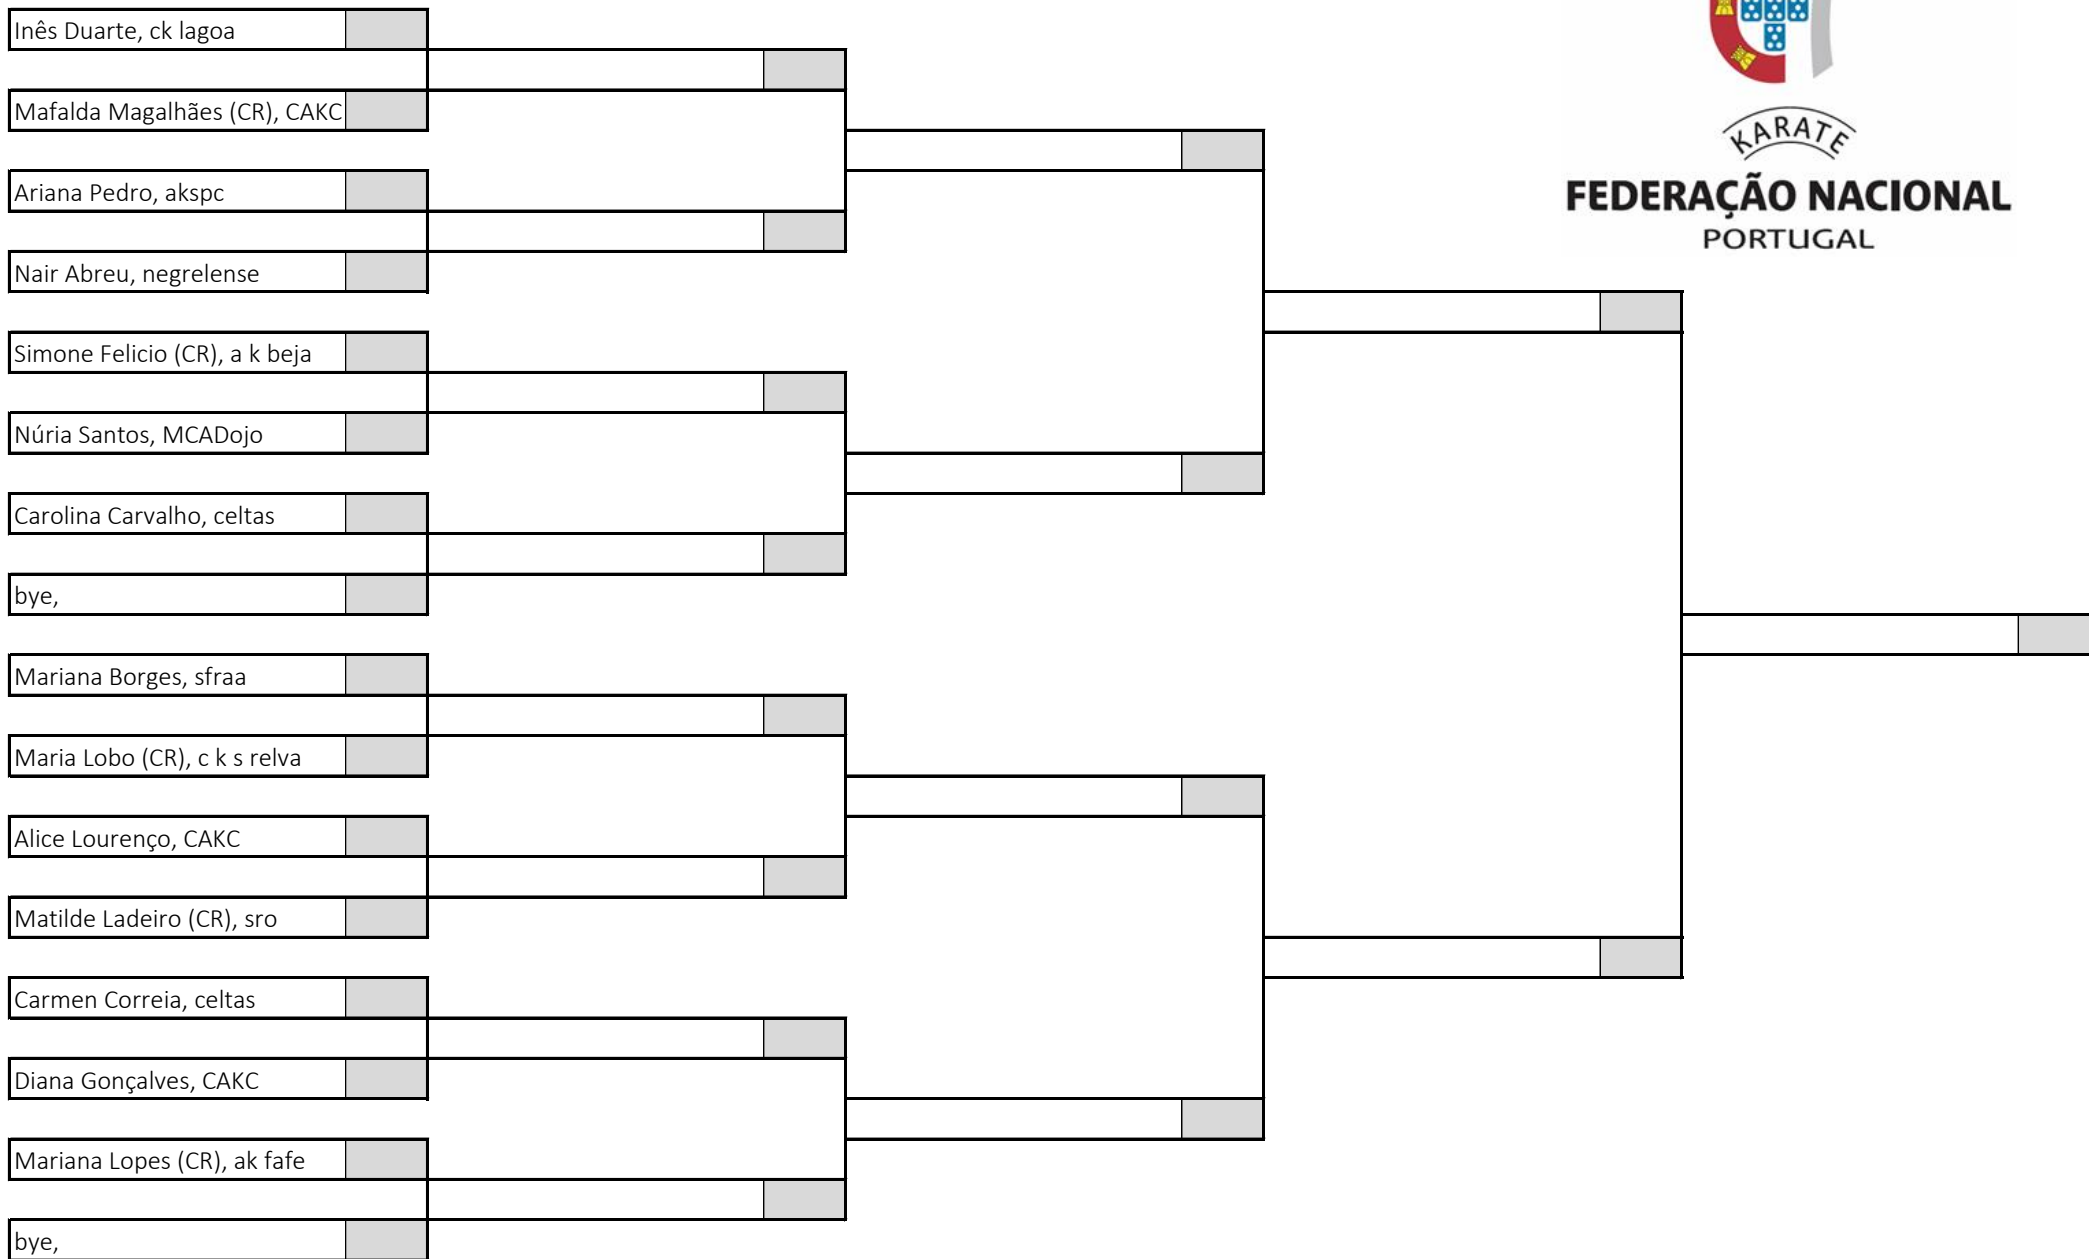 Inês Duarte, ck lagoa
Mafalda Magalhães (CR), CAKC
Ariana Pedro, akspc
Nair Abreu, negrelense
Simone Felicio (CR), a k beja
Núria Santos, MCADojo
Carolina Carvalho, celtas
bye,
Mariana Borges, sfraa
Maria Lobo (CR), c k s relva
Alice Lourenço, CAKC
Matilde Ladeiro (CR), sro
Carmen Correia, celtas
Diana Gonçalves, CAKC
Mariana Lopes (CR), ak fafe
bye,
KARATE
FEDERAÇÃO NACIONAL
PORTUGAL